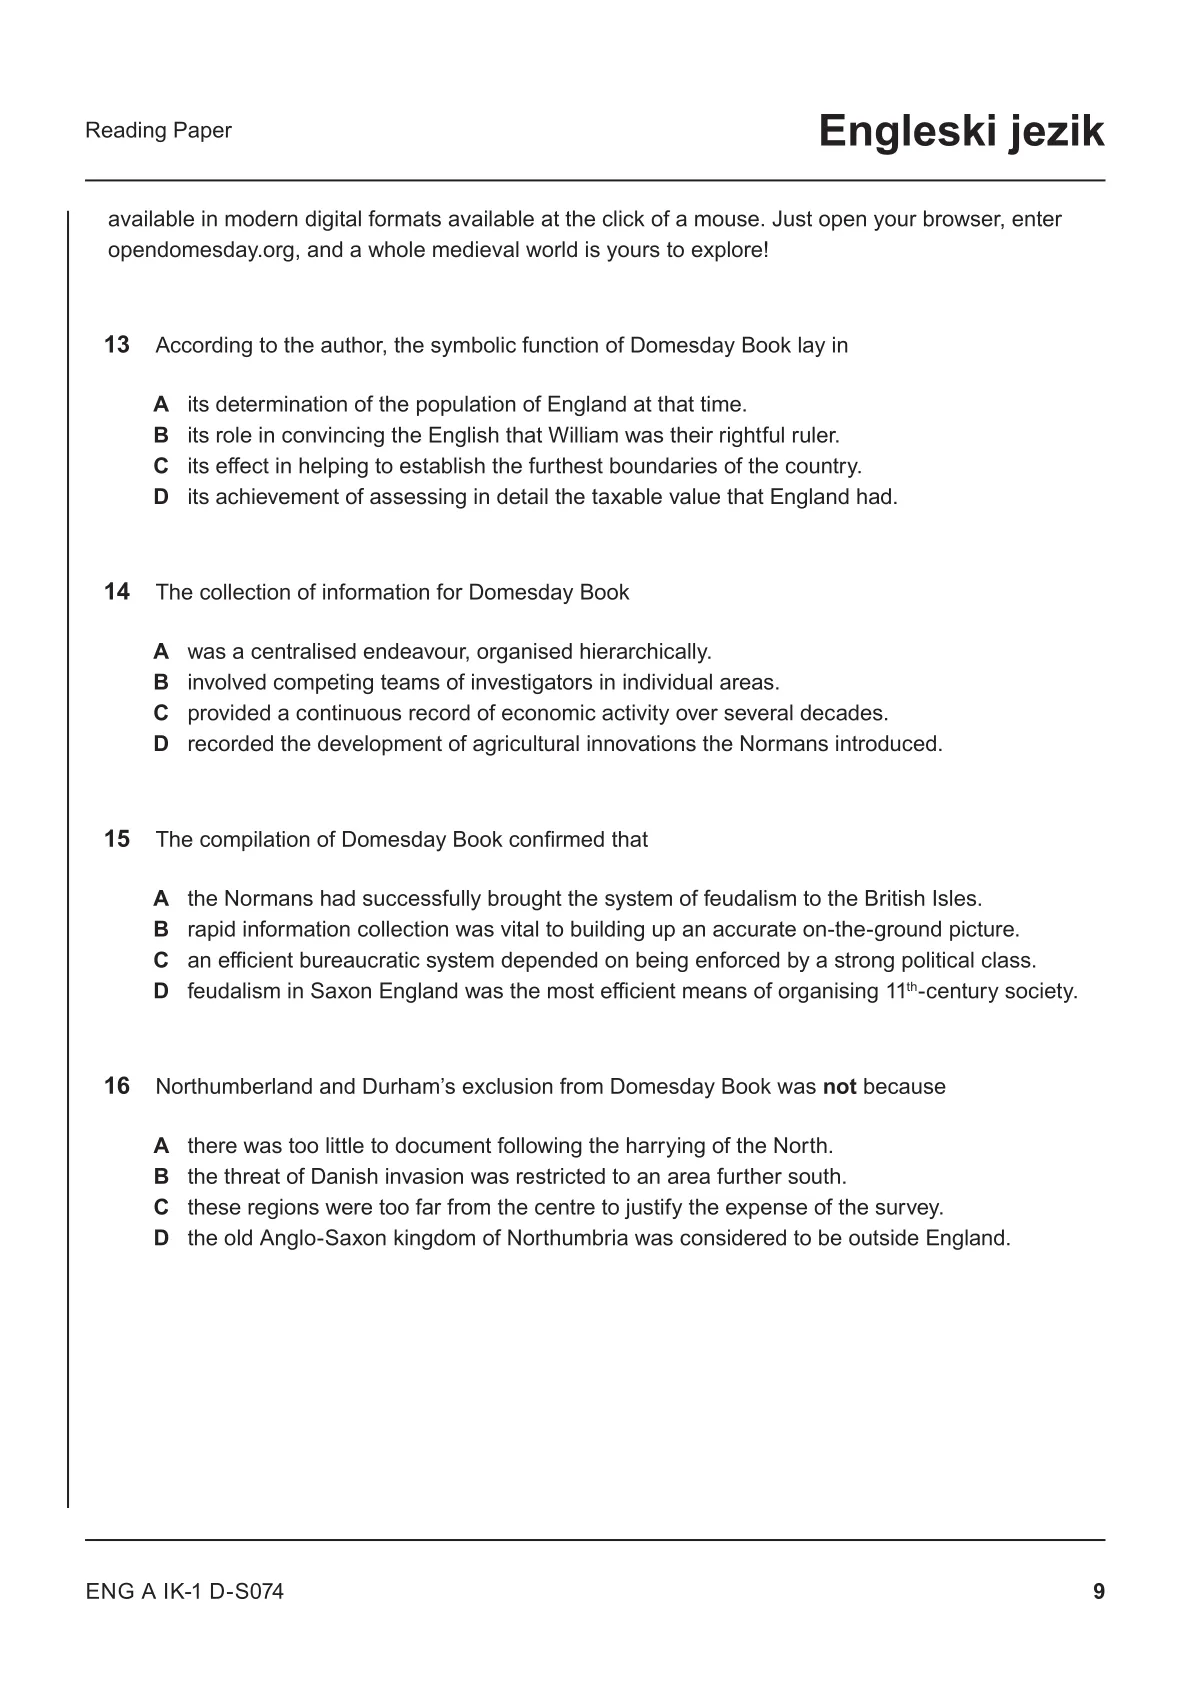 Reading Paper
Engleski jezik
available in modern digital formats available at the click of a mouse. Just open your browser, enter
opendomesday.org, and a whole medieval world is yours to explore!
13 According to the author, the symbolic function of Domesday Book lay in
A its determination of the population of England at that time.
B its role in convincing the English that William was their rightful ruler.
C its effect in helping to establish the furthest boundaries of the country.
D its achievement of assessing in detail the taxable value that England had.
14 The collection of information for Domesday Book
A was a centralised endeavour, organised hierarchically.
B involved competing teams of investigators in individual areas.
C provided a continuous record of economic activity over several decades.
D recorded the development of agricultural innovations the Normans introduced.
15 The compilation of Domesday Book confirmed that
A the Normans had successfully brought the system of feudalism to the British Isles.
B rapid information collection was vital to building up an accurate on-the-ground picture.
C an efficient bureaucratic system depended on being enforced by a strong political class.
D feudalism in Saxon England was the most efficient means of organising 11th-century society.
16 Northumberland and Durham’s exclusion from Domesday Book was not because
A there was too little to document following the harrying of the North.
B the threat of Danish invasion was restricted to an area further south.
C these regions were too far from the centre to justify the expense of the survey.
D the old Anglo-Saxon kingdom of Northumbria was considered to be outside England.
ENG A IK-1 D-S074
9